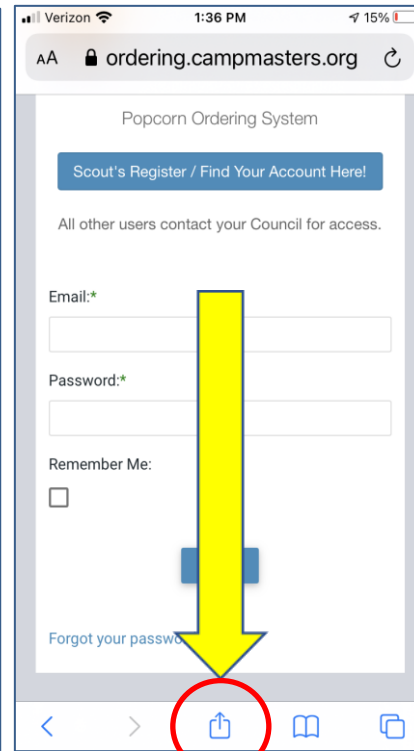 Verizon 1:36 PM 15%
AA ordering.campmasters.org
Popcorn Ordering System
Scout's Register / Find Your Account Here!
All other users contact your Council for access.
Email:*
Password:*
Remember Me:
Forgot your